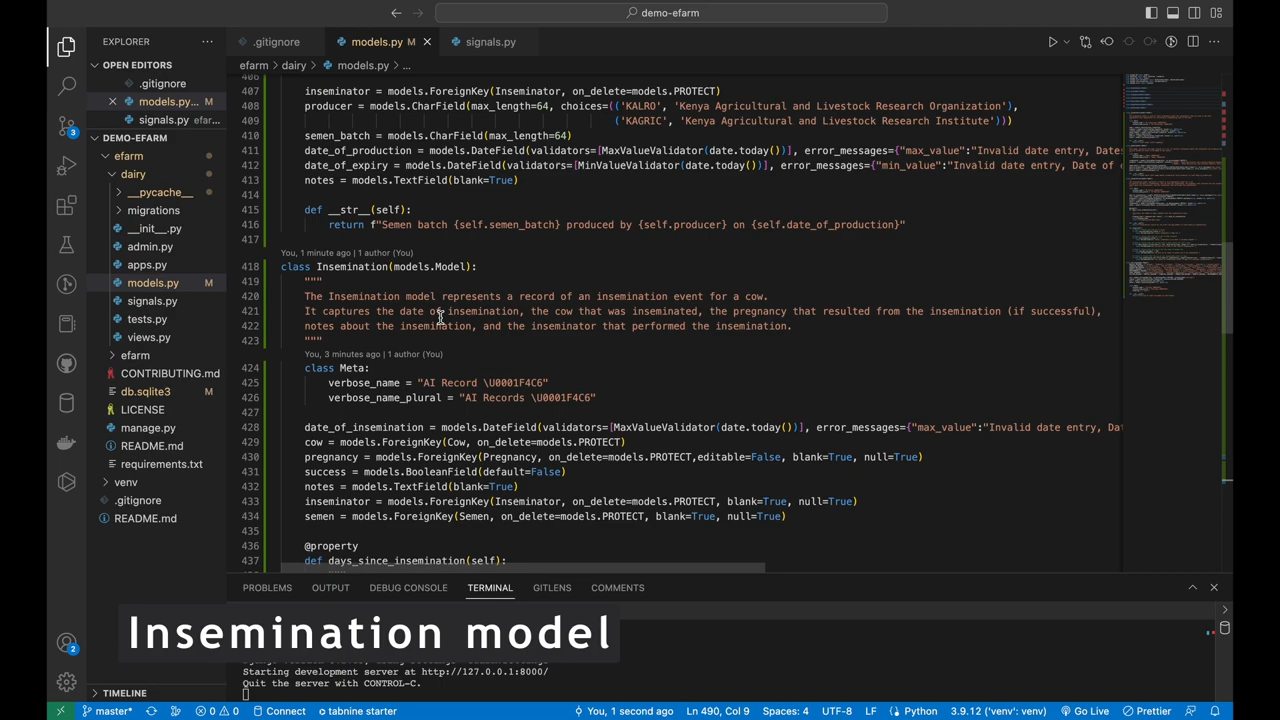 demo-efarm
EXPLORER
OPEN EDITORS
.gitignore
models.py... M
signals.py efar...
DEMO-EFARM
efarm
dairy
__pycache__
migrations
__init__.py
admin.py
apps.py
models.py M
signals.py
tests.py
views.py
efarm
CONTRIBUTING.md
db.sqlite3 M
LICENSE
manage.py
README.md
requirements.txt
venv
.gitignore
README.md
TIMELINE
3
2
.gitignore
models.py M
signals.py
efarm > dairy > models.py > ...
406
407 inseminator = models.ForeignKey(Inseminator, on_delete=models.PROTECT)
408 producer = models.CharField(max_length=64, choices=(('KALRO', 'Kenya Agricultural and Livestock Research Organization'),
409 ('KAGRIC', 'Kenya Agricultural and Livestock Research Institute')))
410 semen_batch = models.CharField(max_length=64)
411 date_of_production = models.DateField(validators=[MaxValueValidator(date.today())], error_messages={"max_value":"Invalid date entry, Date
412 date_of_expiry = models.DateField(validators=[MinValueValidator(date.today())], error_messages={"min_value":"Invalid date entry, Date of
413 notes = models.TextField(blank=True)
414
415 def __str__(self):
416 return f"Semen batch {self.semen_batch} produced by {self.producer} on {self.date_of_production}"
417
You, 1 minute ago | 1 author (You)
418 class Insemination(models.Model):
419 """
420 The Insemination model represents a record of an insemination event for a cow.
421 It captures the date of insemination, the cow that was inseminated, the pregnancy that resulted from the insemination (if successful),
422 notes about the insemination, and the inseminator that performed the insemination.
423 """
You, 3 minutes ago | 1 author (You)
424 class Meta:
425 verbose_name = "AI Record \U0001F4C6"
426 verbose_name_plural = "AI Records \U0001F4C6"
427
428 date_of_insemination = models.DateField(validators=[MaxValueValidator(date.today())], error_messages={"max_value":"Invalid date entry, Da
429 cow = models.ForeignKey(Cow, on_delete=models.PROTECT)
430 pregnancy = models.ForeignKey(Pregnancy, on_delete=models.PROTECT,editable=False, blank=True, null=True)
431 success = models.BooleanField(default=False)
432 notes = models.TextField(blank=True)
433 inseminator = models.ForeignKey(Inseminator, on_delete=models.PROTECT, blank=True, null=True)
434 semen = models.ForeignKey(Semen, on_delete=models.PROTECT, blank=True, null=True)
435
436 @property
437 def days_since_insemination(self):
PROBLEMS OUTPUT DEBUG CONSOLE TERMINAL GITLENS COMMENTS
Insemination model
Starting development server at http://127.0.0.1:8000/
Quit the server with CONTROL-C.
master* 0 0 Connect tabnine starter You, 1 second ago Ln 490, Col 9 Spaces: 4 UTF-8 LF Python 3.9.12 ('venv': venv) Go Live Prettier